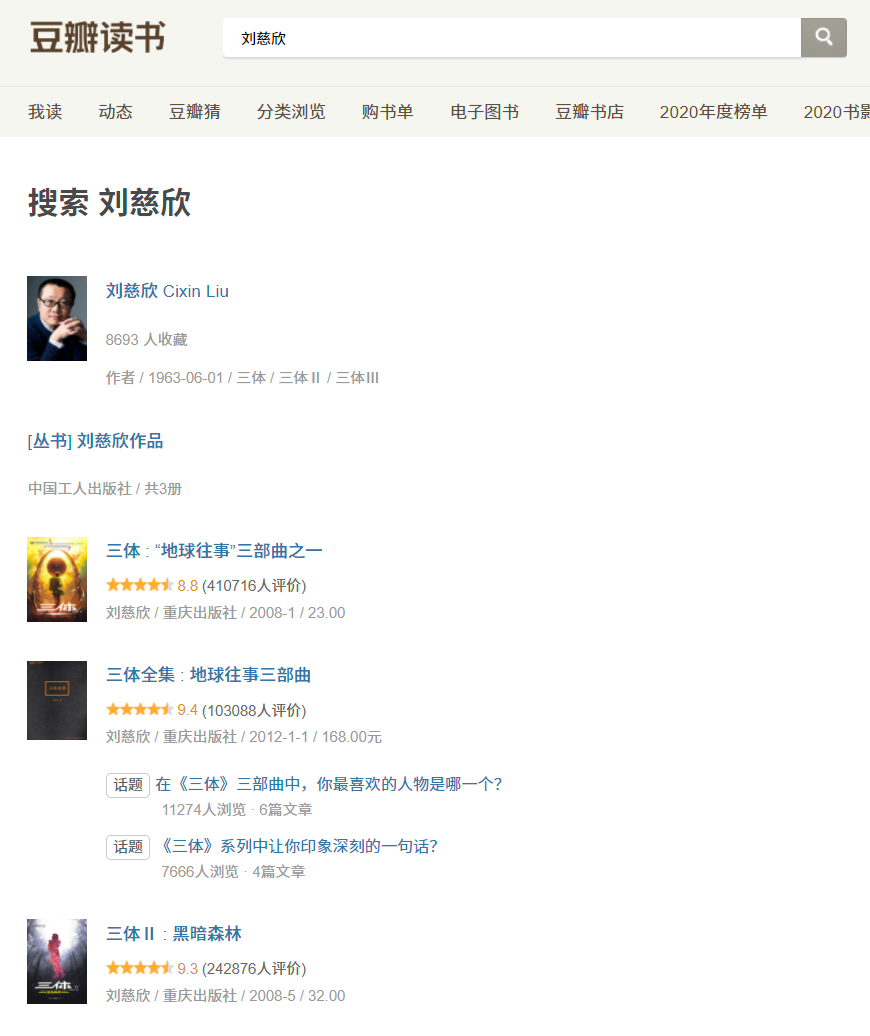 豆瓣读书
刘慈欣
我读 动态 豆瓣猜 分类浏览 购书单 电子图书 豆瓣书店 2020年度榜单 2020书影
搜索 刘慈欣
刘慈欣 Cixin Liu
8693 人收藏
作者 / 1963-06-01 / 三体 / 三体Ⅱ / 三体Ⅲ
[丛书] 刘慈欣作品
中国工人出版社 / 共3册
三体 : “地球往事”三部曲之一
8.8 (410716人评价)
刘慈欣 / 重庆出版社 / 2008-1 / 23.00
三体
三体全集 : 地球往事三部曲
9.4 (103088人评价)
刘慈欣 / 重庆出版社 / 2012-1-1 / 168.00元
话题 在《三体》三部曲中，你最喜欢的人物是哪一个？
11274人浏览 · 6篇文章
话题 《三体》系列中让你印象深刻的一句话？
7666人浏览 · 4篇文章
三体Ⅱ : 黑暗森林
9.3 (242876人评价)
刘慈欣 / 重庆出版社 / 2008-5 / 32.00
三体